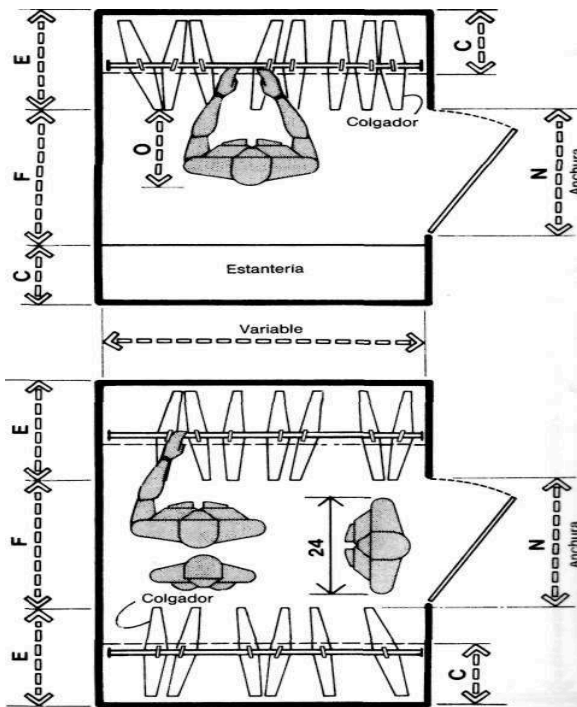 E
C
Colgador
O
F
N
Anchura
C
Estantería
Variable
E
F
24
N
Anchura
Colgador
E
C